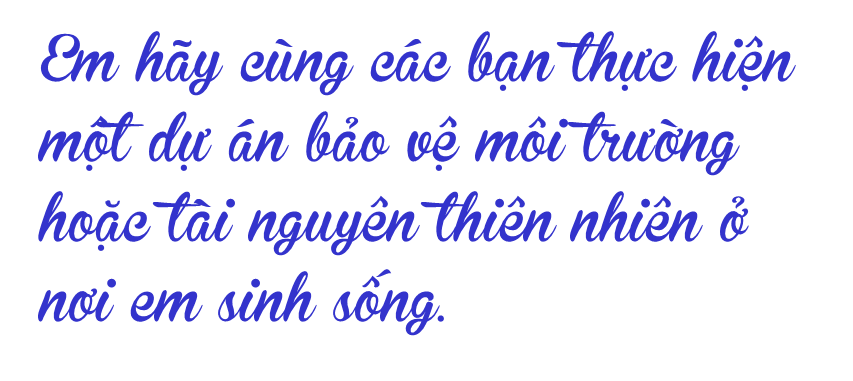 Em hãy cùng các bạn thực hiện
một dự án bảo vệ môi trường
hoặc tài nguyên thiên nhiên ở
nơi em sinh sống.